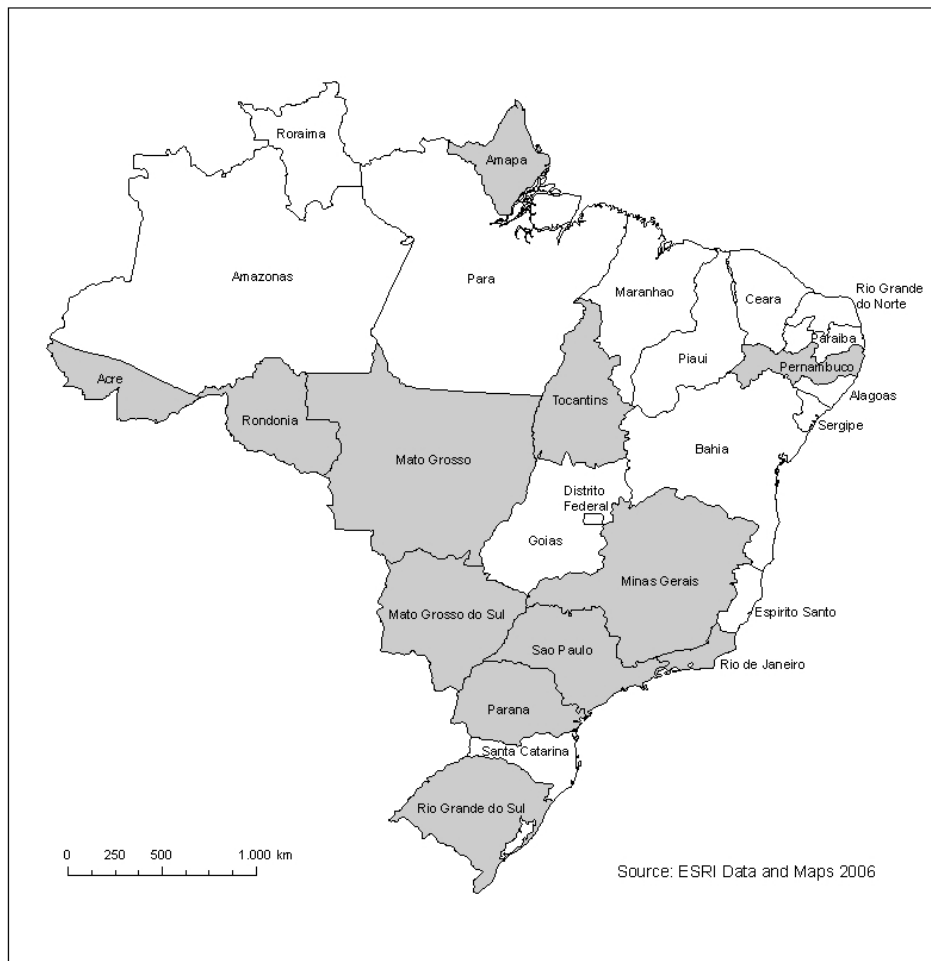 Roraima
Amapa
Amazonas
Para
Maranhao
Ceara
Rio Grande
do Norte
Paraiba
Piaui
Pernambuco
Acre
Alagoas
Tocantins
Rondonia
Sergipe
Bahia
Mato Grosso
Distrito
Federal
Goias
Minas Gerais
Mato Grosso do Sul
Espirito Santo
Sao Paulo
Rio de Janeiro
Parana
Santa Catarina
Rio Grande do Sul
0 250 500 1.000 km
Source: ESRI Data and Maps 2006